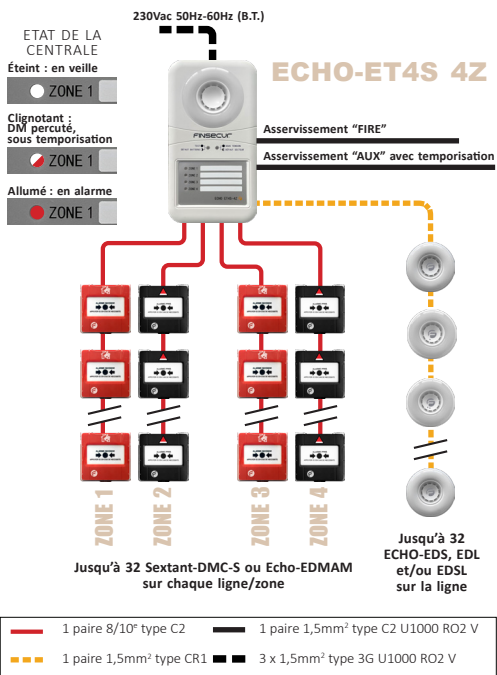 230Vac 50Hz-60Hz (B.T.)
ETAT DE LA
CENTRALE
Éteint : en veille
ZONE 1
Clignotant :
DM percuté,
sous temporisation
ZONE 1
Allumé : en alarme
ZONE 1
ECHO-ET4S 4Z
FINSECUR
Asservissement “FIRE”
Asservissement “AUX” avec temporisation
ZONE 1
ZONE 2
ZONE 3
ZONE 4
Jusqu’à 32 Sextant-DMC-S ou Echo-EDMAM
sur chaque ligne/zone
Jusqu’à 32
ECHO-EDS, EDL
et/ou EDSL
sur la ligne
1 paire 8/10e type C2
1 paire 1,5mm² type C2 U1000 RO2 V
1 paire 1,5mm² type CR1
3 x 1,5mm² type 3G U1000 RO2 V